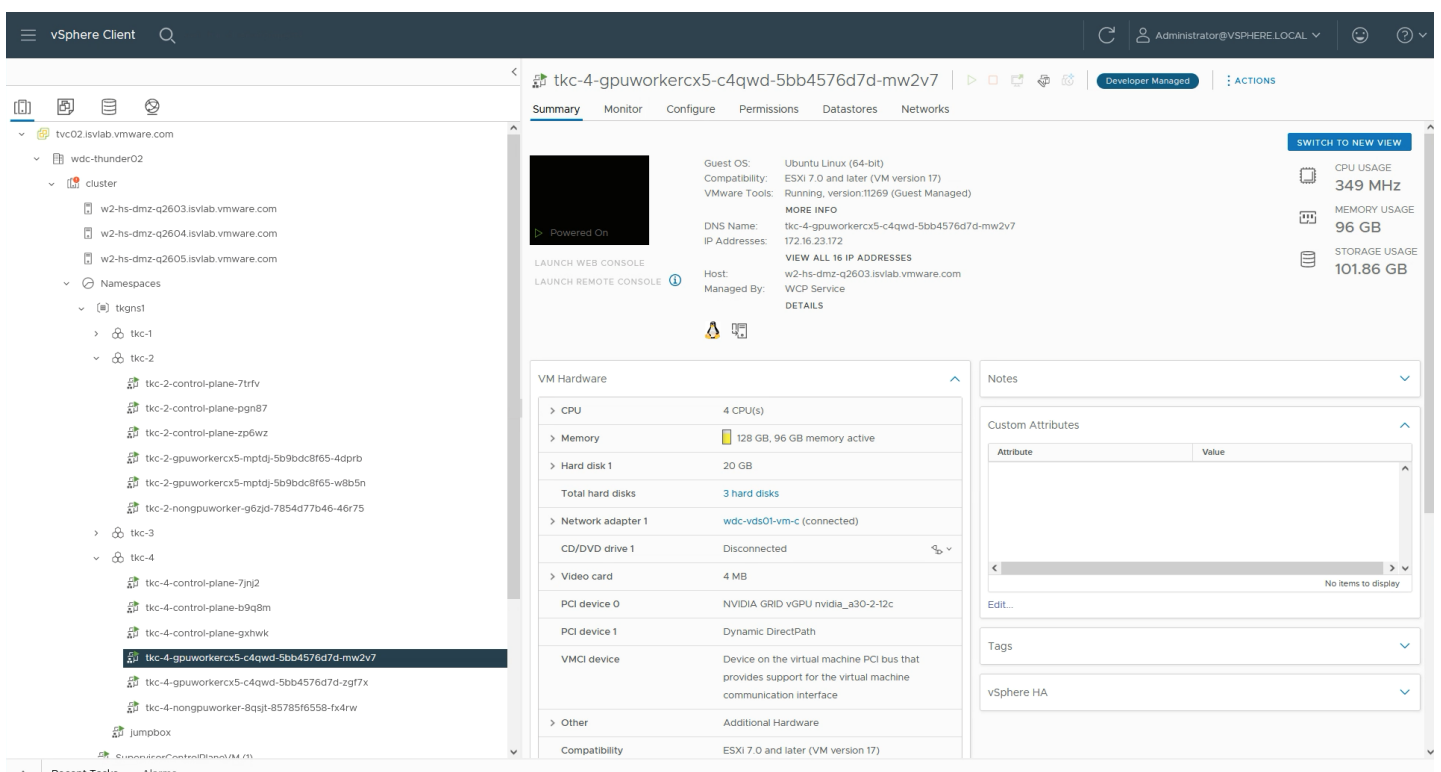 vSphere Client
Administrator@VSPHERE.LOCAL
tvc02.isvlab.vmware.com
wdc-thunder02
cluster
w2-hs-dmz-q2603.isvlab.vmware.com
w2-hs-dmz-q2604.isvlab.vmware.com
w2-hs-dmz-q2605.isvlab.vmware.com
Namespaces
tkgns1
tkc-1
tkc-2
tkc-2-control-plane-7trfv
tkc-2-control-plane-pgn87
tkc-2-control-plane-zp6wz
tkc-2-gpuworkercx5-mptdj-5b9bdc8f65-4dprb
tkc-2-gpuworkercx5-mptdj-5b9bdc8f65-w8b5n
tkc-2-nongpuworker-g6zjd-7854d77b46-46r75
tkc-3
tkc-4
tkc-4-control-plane-7jnj2
tkc-4-control-plane-b9q8m
tkc-4-control-plane-gxhwk
tkc-4-gpuworkercx5-c4qwd-5bb4576d7d-mw2v7
tkc-4-gpuworkercx5-c4qwd-5bb4576d7d-zgf7x
tkc-4-nongpuworker-8qsjt-85785f6558-fx4rw
jumpbox
SupervisorControlPlaneVM (1)
Recent Tasks Alarms
tkc-4-gpuworkercx5-c4qwd-5bb4576d7d-mw2v7 Developer Managed ACTIONS
Summary Monitor Configure Permissions Datastores Networks
SWITCH TO NEW VIEW
Powered On
LAUNCH WEB CONSOLE
LAUNCH REMOTE CONSOLE
Guest OS: Ubuntu Linux (64-bit)
Compatibility: ESXi 7.0 and later (VM version 17)
VMware Tools: Running, version:11269 (Guest Managed)
MORE INFO
DNS Name: tkc-4-gpuworkercx5-c4qwd-5bb4576d7d-mw2v7
IP Addresses: 172.16.23.172
VIEW ALL 16 IP ADDRESSES
Host: w2-hs-dmz-q2603.isvlab.vmware.com
Managed By: WCP Service
DETAILS
CPU USAGE
349 MHz
MEMORY USAGE
96 GB
STORAGE USAGE
101.86 GB
VM Hardware
CPU 4 CPU(s)
Memory 128 GB, 96 GB memory active
Hard disk 1 20 GB
Total hard disks 3 hard disks
Network adapter 1 wdc-vds01-vm-c (connected)
CD/DVD drive 1 Disconnected
Video card 4 MB
PCI device 0 NVIDIA GRID vGPU nvidia_a30-2-12c
PCI device 1 Dynamic DirectPath
VMCI device Device on the virtual machine PCI bus that
provides support for the virtual machine
communication interface
Other Additional Hardware
Compatibility ESXi 7.0 and later (VM version 17)
Notes
Custom Attributes
Attribute Value
No items to display
Edit...
Tags
vSphere HA